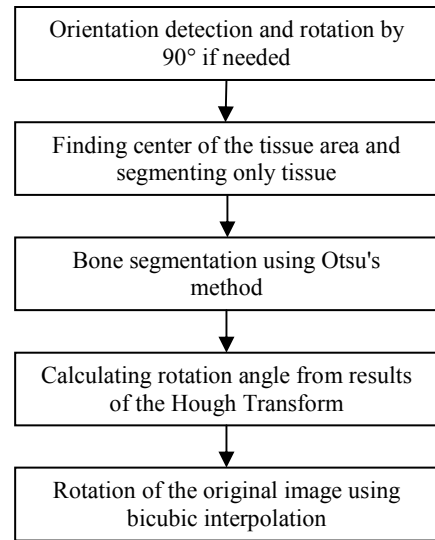 Orientation detection and rotation by
90° if needed
Finding center of the tissue area and
segmenting only tissue
Bone segmentation using Otsu's
method
Calculating rotation angle from results
of the Hough Transform
Rotation of the original image using
bicubic interpolation